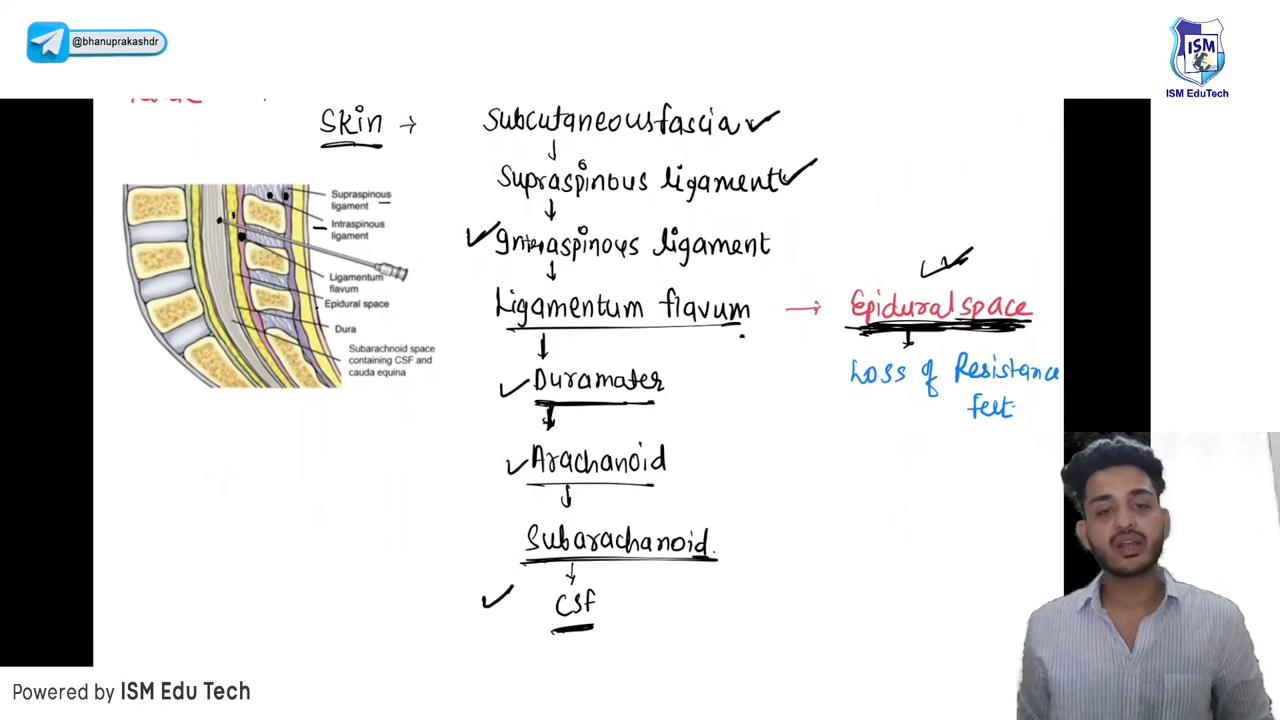 @bhanuprakashdr
ISM
ISM EduTech
Skin → Subcutaneous fascia
Supraspinous ligament
Interaspinous ligament
Ligamentum flavum → Epidural space
Loss of Resistance
felt.
Duramater
Arachanoid
Subarachanoid.
CSF
Supraspinous
ligament
Intraspinous
ligament
Ligamentum
flavum
Epidural space
Dura
Subarachnoid space
containing CSF and
cauda equina
Powered by ISM Edu Tech